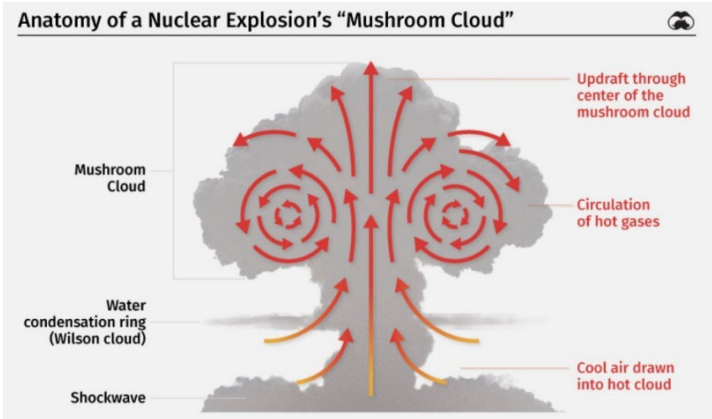 Anatomy of a Nuclear Explosion's “Mushroom Cloud”
Updraft through
center of the
mushroom cloud
Mushroom
Cloud
Circulation
of hot gases
Water
condensation ring
(Wilson cloud)
Cool air drawn
into hot cloud
Shockwave